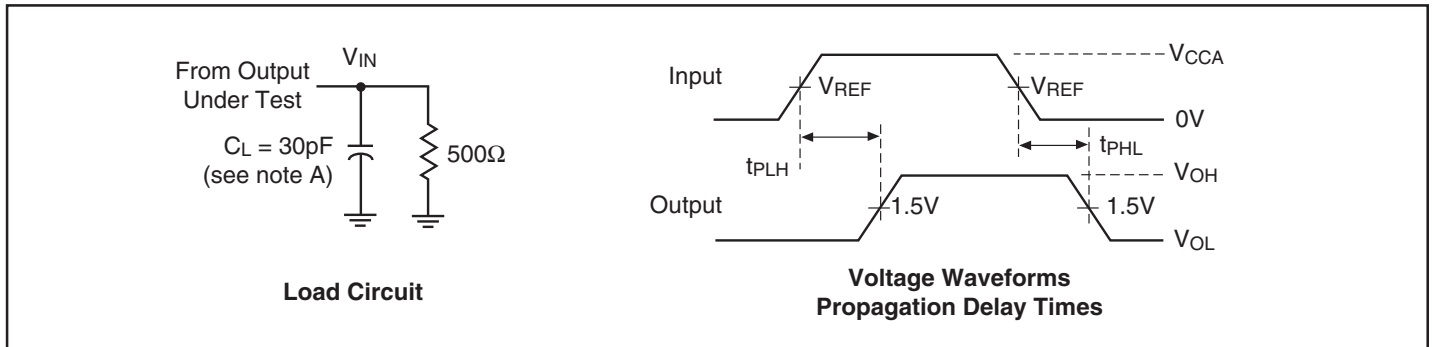 V_IN
From Output
Under Test
C_L = 30pF
(see note A)
500Ω
Load Circuit
Input
V_REF
V_REF
V_CCA
0V
t_PLH
t_PHL
V_OH
Output
1.5V
1.5V
V_OL
Voltage Waveforms
Propagation Delay Times